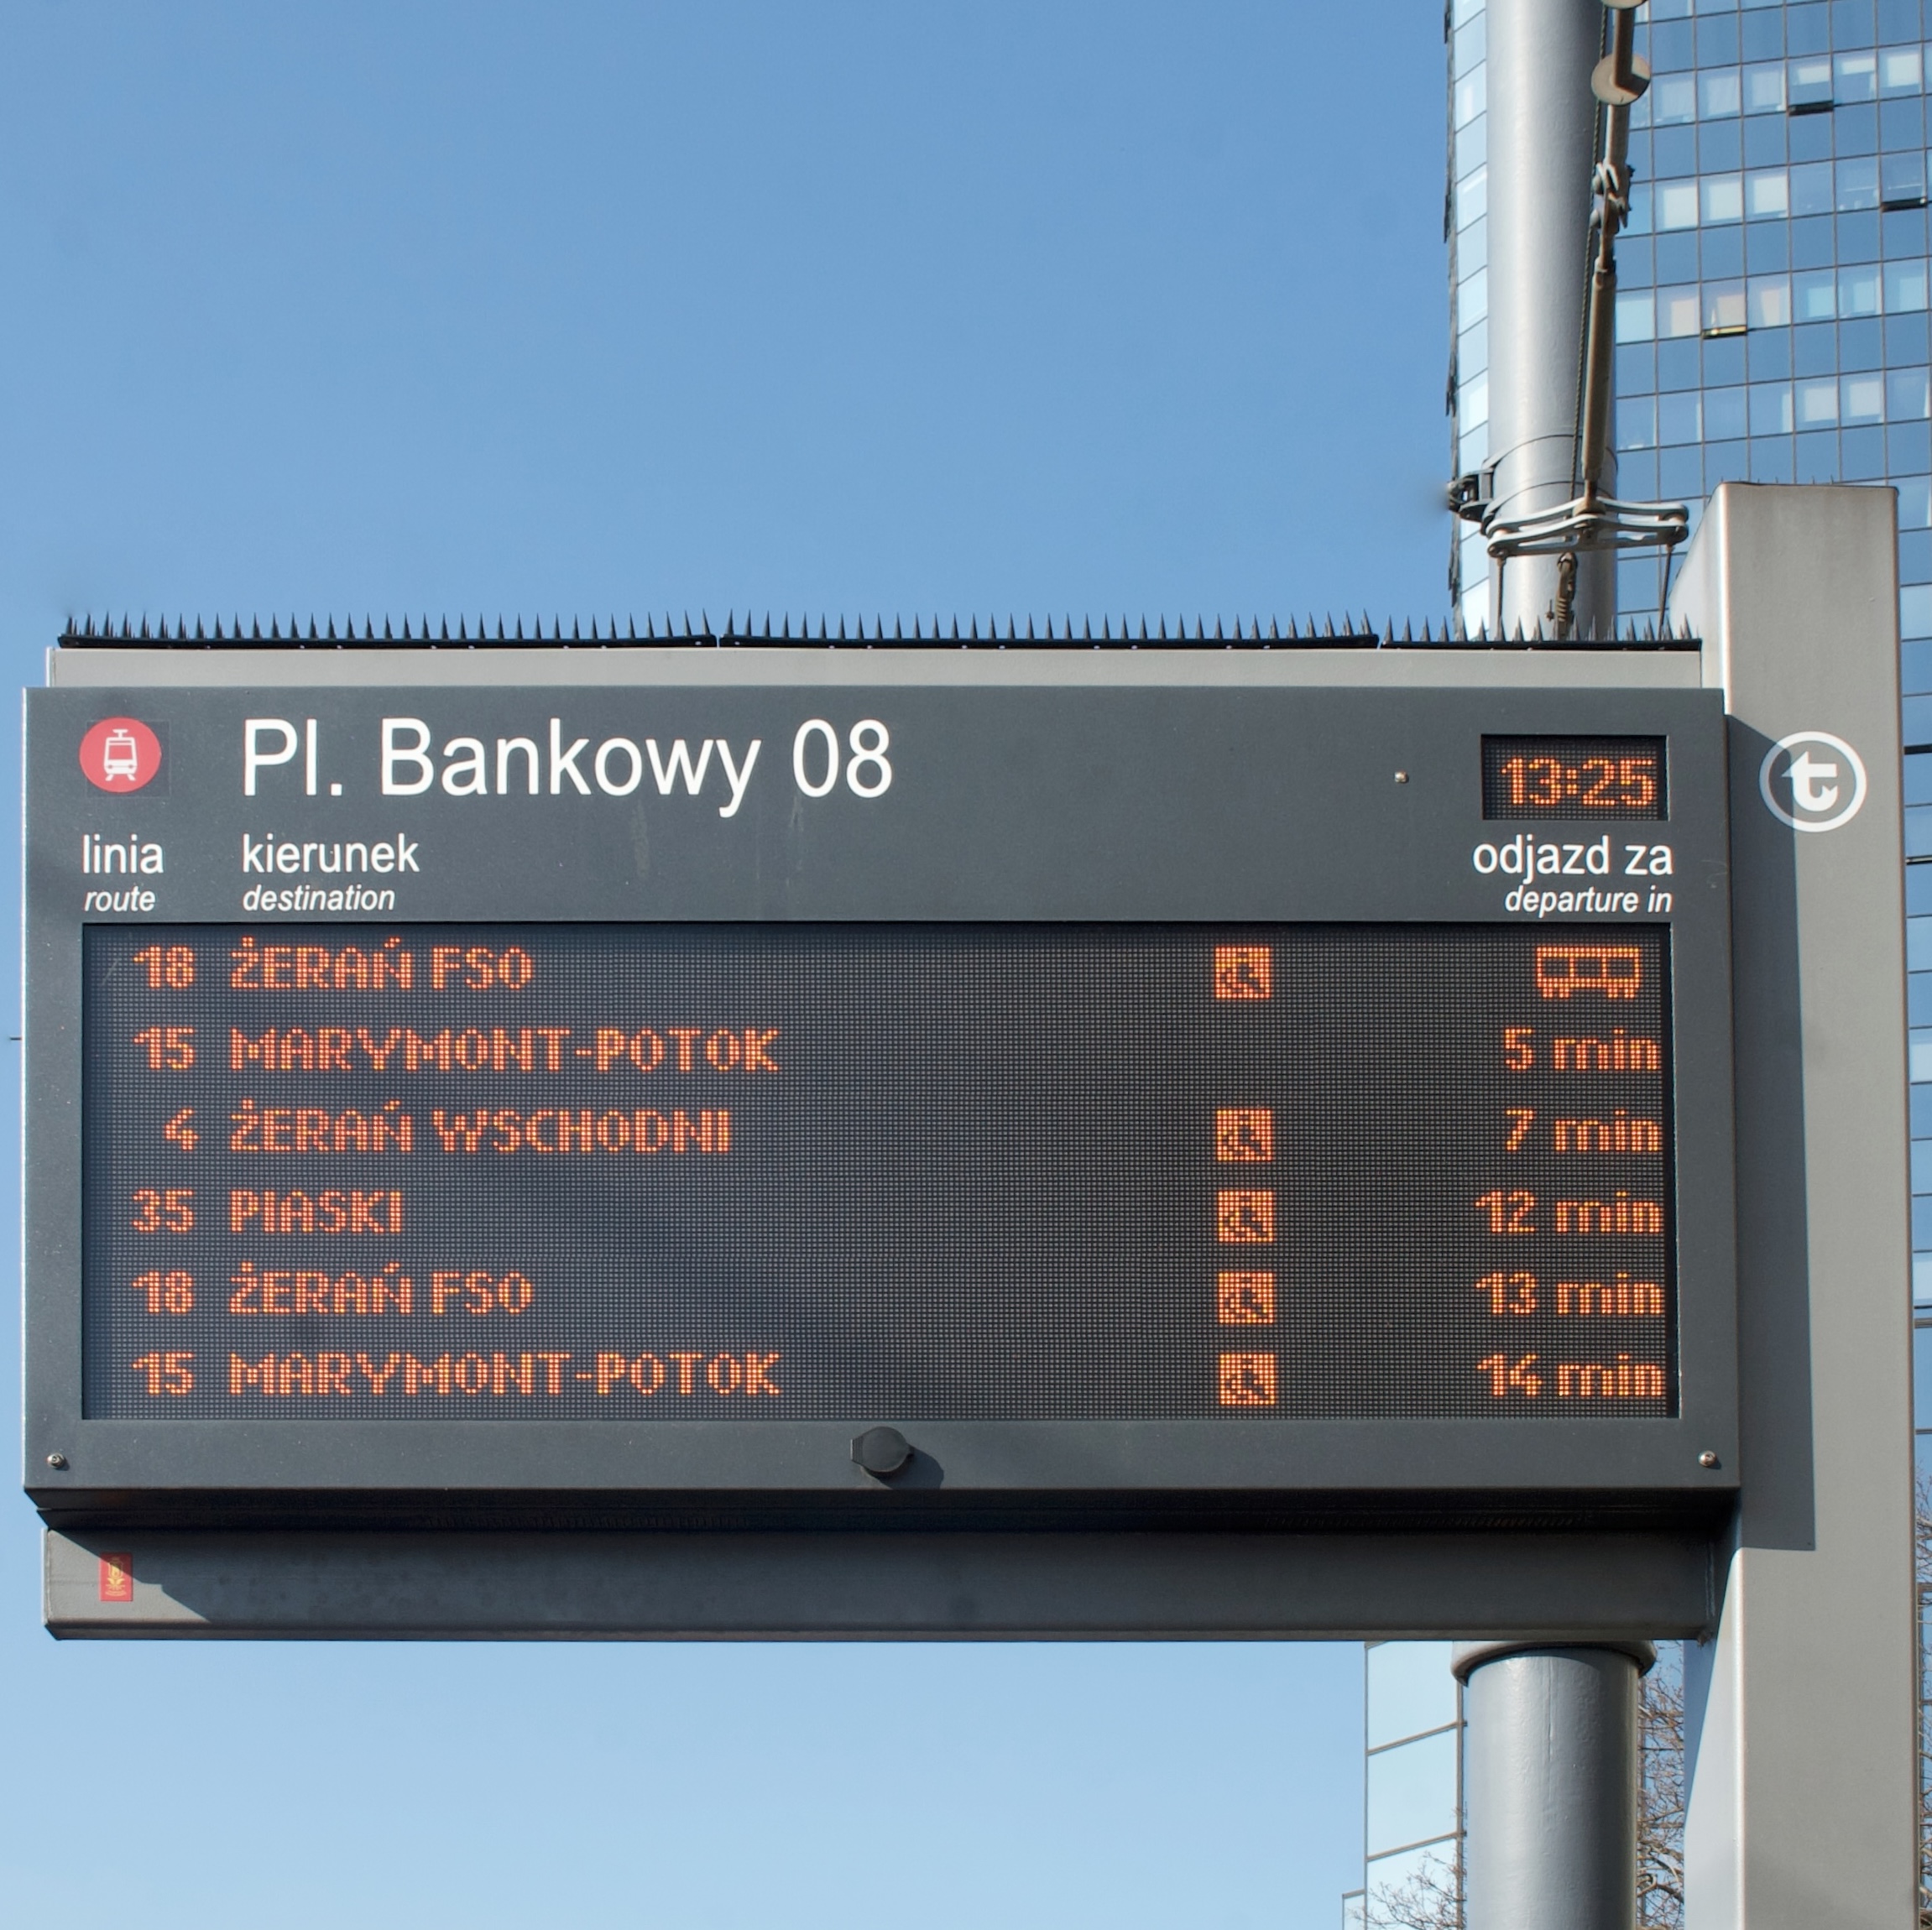 Pl. Bankowy 08
13:25
linia kierunek odjazd za
route destination departure in
18 ŻERAŃ FSO
15 MARYMONT-POTOK 5 min
4 ŻERAŃ WSCHODNI 7 min
35 PIASKI 12 min
18 ŻERAŃ FSO 13 min
15 MARYMONT-POTOK 14 min
t